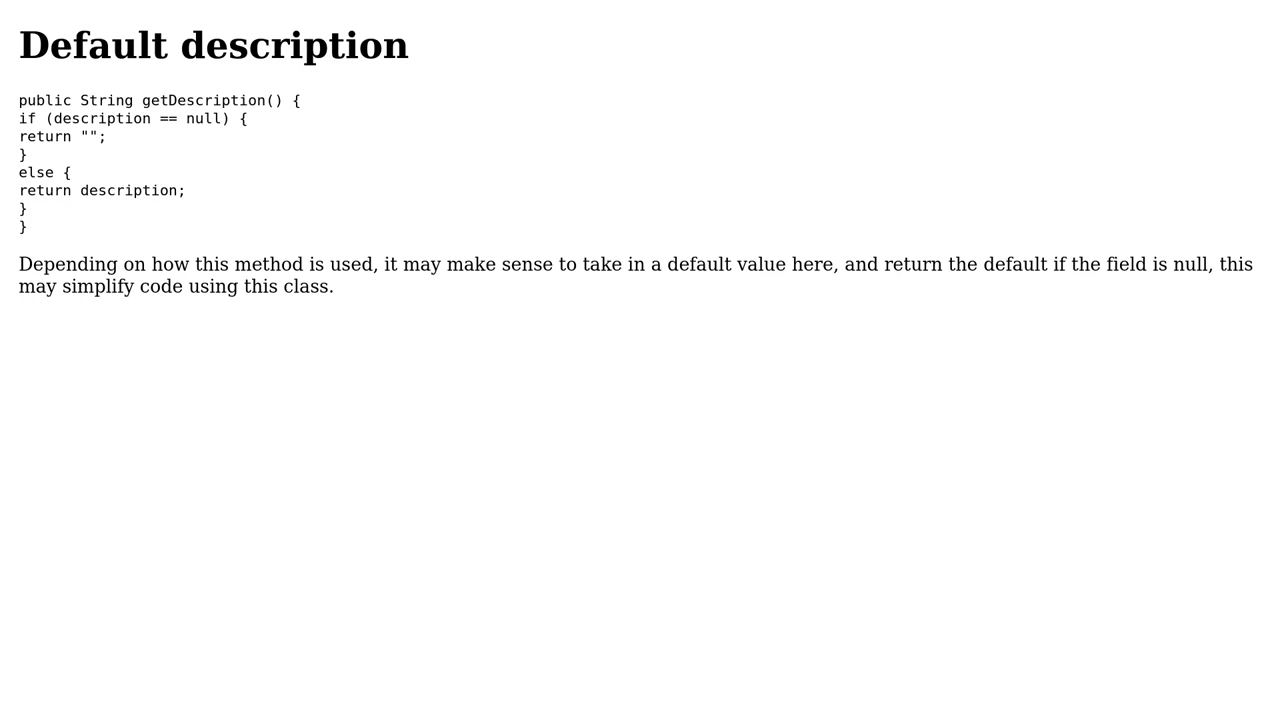 Default description
public String getDescription() {
if (description == null) {
return "";
}
else {
return description;
}
}
Depending on how this method is used, it may make sense to take in a default value here, and return the default if the field is null, this
may simplify code using this class.